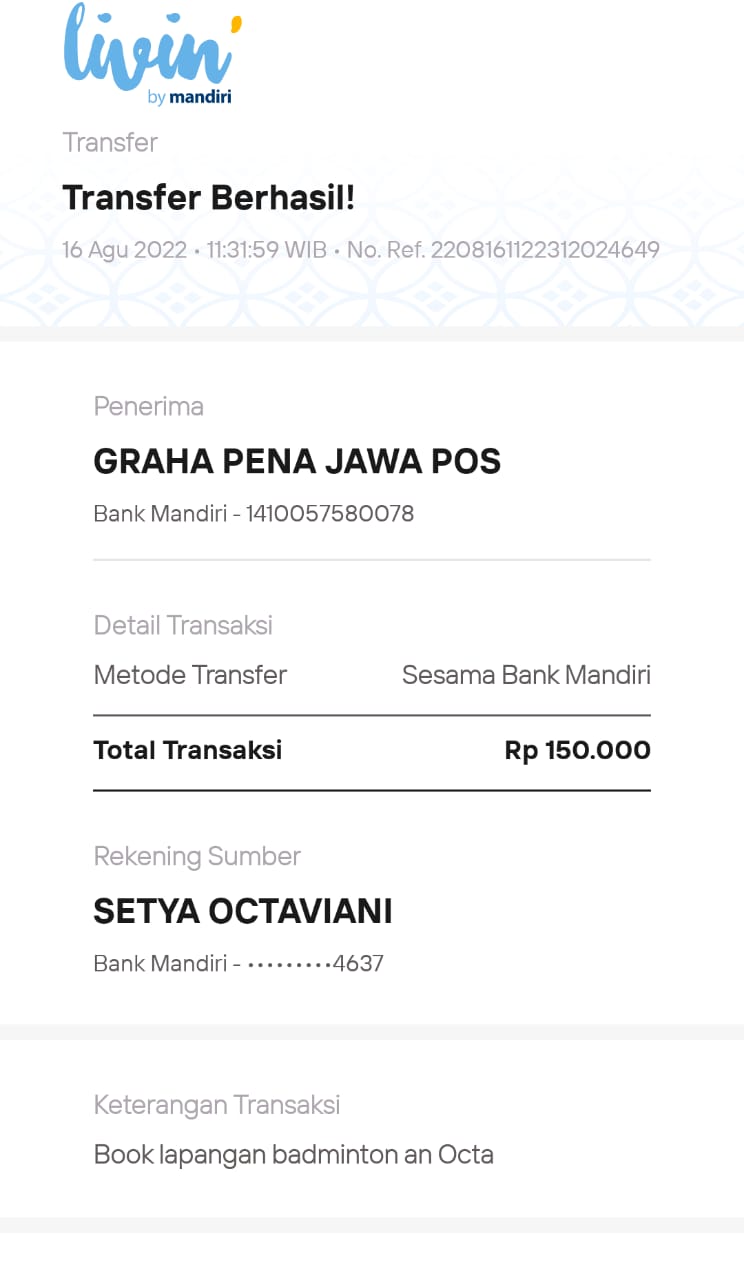 livin'
by mandiri
Transfer
Transfer Berhasil!
16 Agu 2022 • 11:31:59 WIB • No. Ref. 2208161122312024649
Penerima
GRAHA PENA JAWA POS
Bank Mandiri - 1410057580078
Detail Transaksi
Metode Transfer Sesama Bank Mandiri
Total Transaksi Rp 150.000
Rekening Sumber
SETYA OCTAVIANI
Bank Mandiri - •••••••••4637
Keterangan Transaksi
Book lapangan badminton an Octa